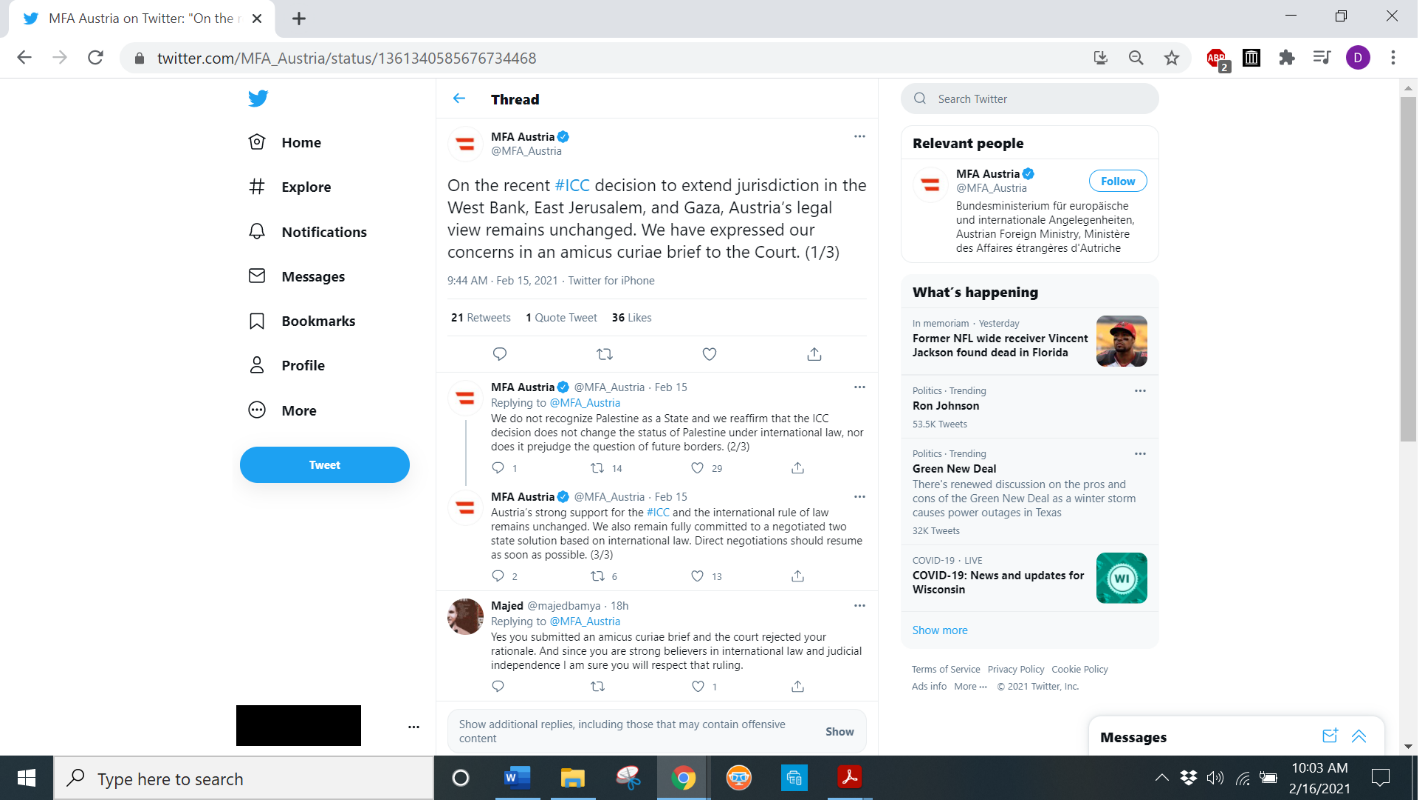 MFA Austria on Twitter: "On the r
twitter.com/MFA_Austria/status/1361340585676734468
ABP
2
D
Home
Explore
Notifications
Messages
Bookmarks
Profile
More
Tweet
Thread
MFA Austria
@MFA_Austria
On the recent #ICC decision to extend jurisdiction in the
West Bank, East Jerusalem, and Gaza, Austria's legal
view remains unchanged. We have expressed our
concerns in an amicus curiae brief to the Court. (1/3)
9:44 AM · Feb 15, 2021 · Twitter for iPhone
21 Retweets 1 Quote Tweet 36 Likes
MFA Austria @MFA_Austria · Feb 15
Replying to @MFA_Austria
We do not recognize Palestine as a State and we reaffirm that the ICC
decision does not change the status of Palestine under international law, nor
does it prejudge the question of future borders. (2/3)
1 14 29
MFA Austria @MFA_Austria · Feb 15
Austria's strong support for the #ICC and the international rule of law
remains unchanged. We also remain fully committed to a negotiated two
state solution based on international law. Direct negotiations should resume
as soon as possible. (3/3)
2 6 13
Majed @majedbamya · 18h
Replying to @MFA_Austria
Yes you submitted an amicus curiae brief and the court rejected your
rationale. And since you are strong believers in international law and judicial
independence I am sure you will respect that ruling.
1
Show additional replies, including those that may contain offensive
content
Show
Search Twitter
Relevant people
MFA Austria
@MFA_Austria
Follow
Bundesministerium für europäische
und internationale Angelegenheiten,
Austrian Foreign Ministry, Ministère
des Affaires étrangères d'Autriche
What's happening
In memoriam · Yesterday
Former NFL wide receiver Vincent
Jackson found dead in Florida
Politics · Trending
Ron Johnson
53.5K Tweets
Politics · Trending
Green New Deal
There's renewed discussion on the pros and
cons of the Green New Deal as a winter storm
causes power outages in Texas
32K Tweets
COVID-19 · LIVE
COVID-19: News and updates for
Wisconsin
WI
Show more
Terms of Service Privacy Policy Cookie Policy
Ads info More ··· © 2021 Twitter, Inc.
Messages
Type here to search
10:03 AM
2/16/2021